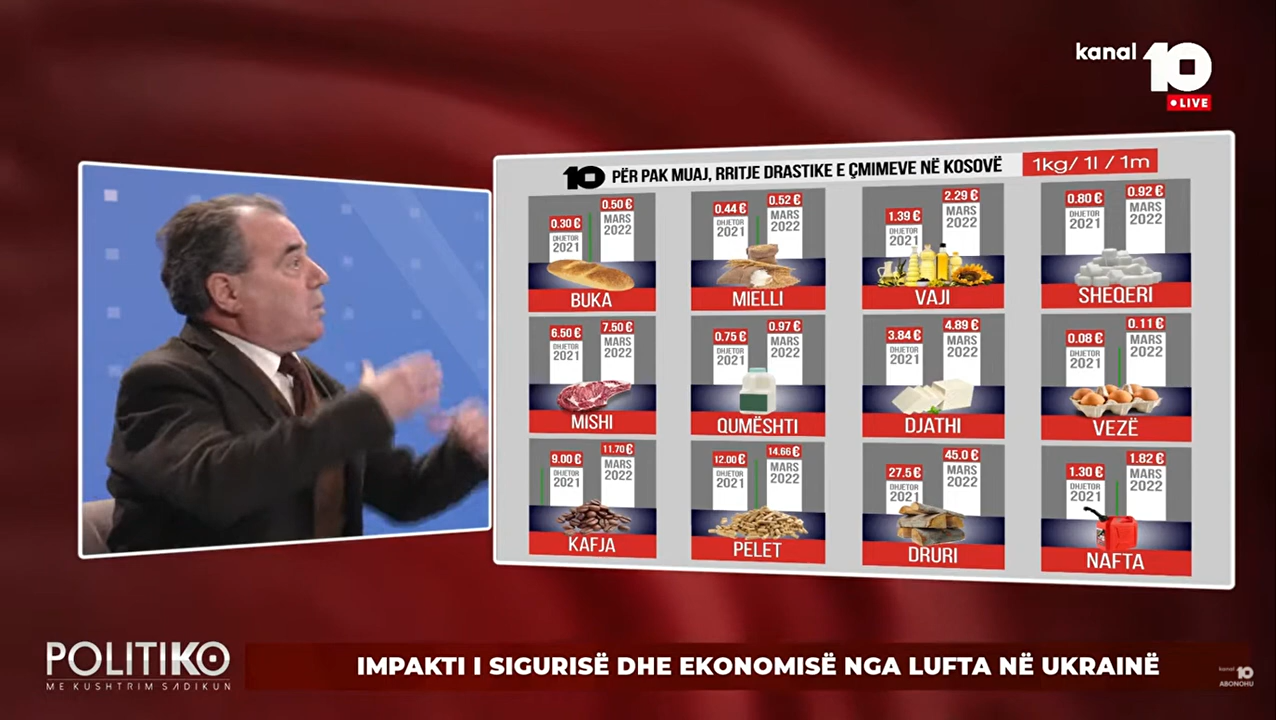 kanal 10
LIVE
10 PËR PAK MUAJ, RRITJE DRASTIKE E ÇMIMEVE NË KOSOVË 1kg/ 1l / 1m
0.30 € 0.50 €
DHJETOR 2021 MARS 2022
BUKA
0.44 € 0.52 €
DHJETOR 2021 MARS 2022
MIELLI
1.39 € 2.29 €
DHJETOR 2021 MARS 2022
VAJI
0.80 € 0.92 €
DHJETOR 2021 MARS 2022
SHEQERI
6.50 € 7.50 €
DHJETOR 2021 MARS 2022
MISHI
0.75 € 0.97 €
DHJETOR 2021 MARS 2022
QUMËSHTI
3.84 € 4.89 €
DHJETOR 2021 MARS 2022
DJATHI
0.08 € 0.11 €
DHJETOR 2021 MARS 2022
VEZË
9.00 € 11.70 €
DHJETOR 2021 MARS 2022
KAFJA
12.00 € 14.66 €
DHJETOR 2021 MARS 2022
PELET
27.5 € 45.0 €
DHJETOR 2021 MARS 2022
DRURI
1.30 € 1.82 €
DHJETOR 2021 MARS 2022
NAFTA
POLITIKO
ME KUSHTRIM SADIKUN
IMPAKTI I SIGURISË DHE EKONOMISË NGA LUFTA NË UKRAINË
kanal 10
ABONOHU